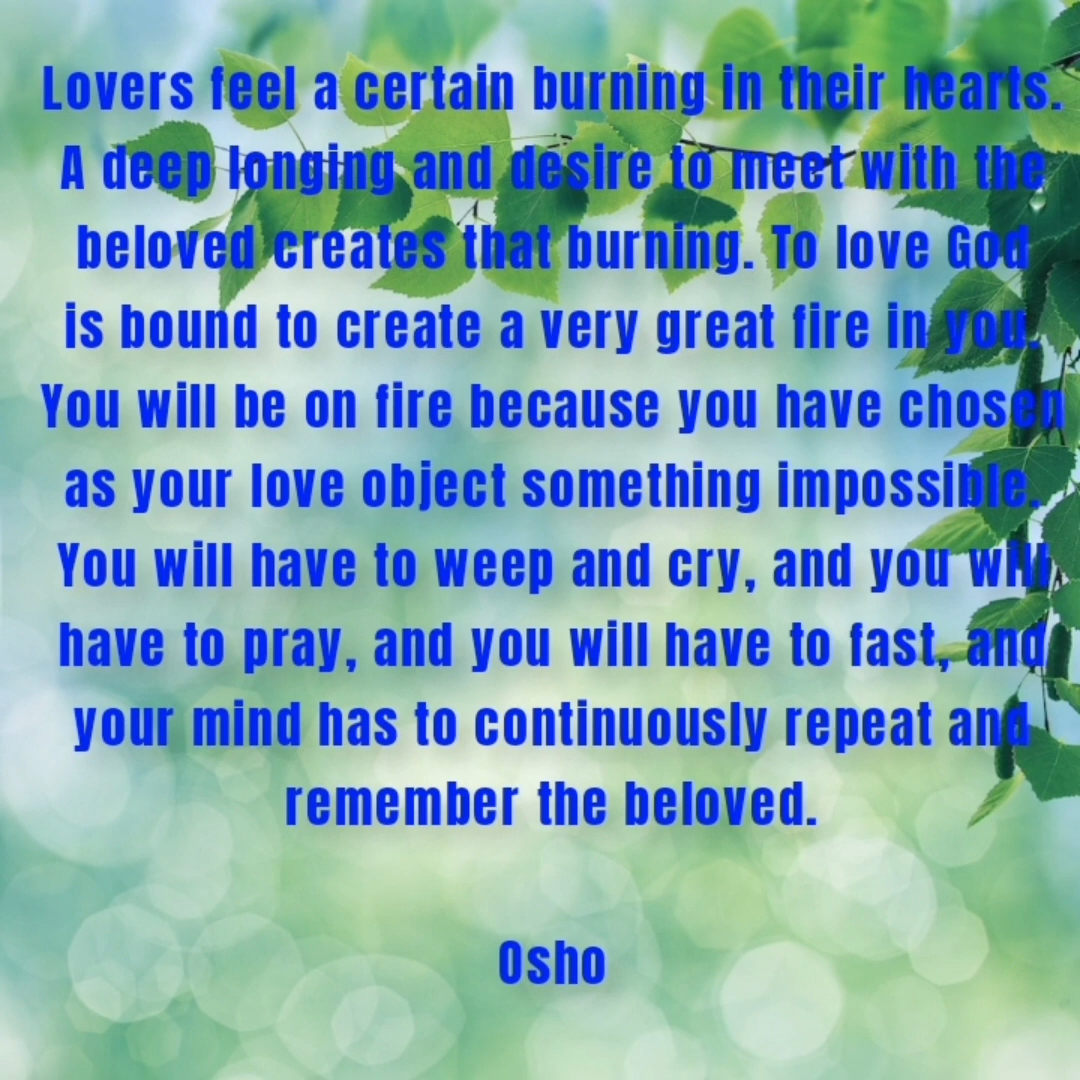 Lovers feel a certain burning in their hearts.
A deep longing and desire to meet with the
beloved creates that burning. To love God
is bound to create a very great fire in you.
You will be on fire because you have chosen
as your love object something impossible.
You will have to weep and cry, and you will
have to pray, and you will have to fast, and
your mind has to continuously repeat and
remember the beloved.
Osho